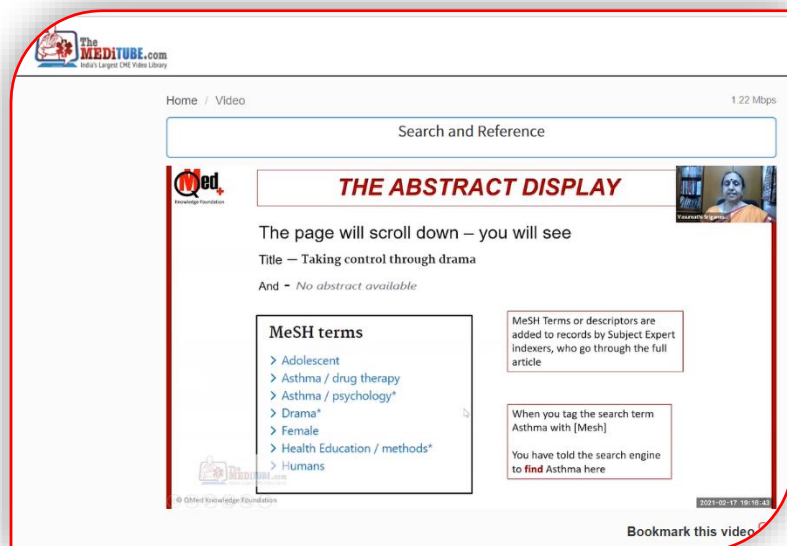 The
MEDiTUBE.com
India's Largest CME Video Library
Home / Video
1.22 Mbps
Search and Reference
QMed
Knowledge Foundation
THE ABSTRACT DISPLAY
The page will scroll down – you will see
Title — Taking control through drama
And - No abstract available
MeSH terms
> Adolescent
> Asthma / drug therapy
> Asthma / psychology*
> Drama*
> Female
> Health Education / methods*
> Humans
MeSH Terms or descriptors are
added to records by Subject Expert
indexers, who go through the full
article
When you tag the search term
Asthma with [Mesh]
You have told the search engine
to find Asthma here
© QMed Knowledge Foundation
2021-02-17 19:16:43
Bookmark this video